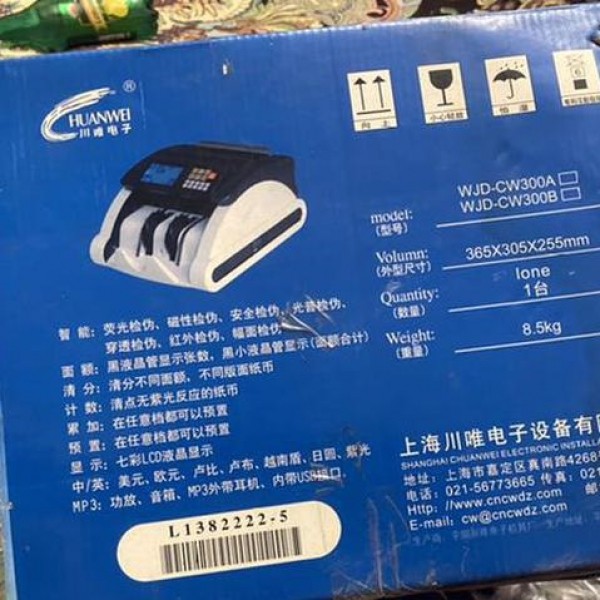 CHUANWEI ®
川唯电子
向上
小心轻放
怕湿
model: WJD-CW300A
(型号) WJD-CW300B
Volumn: 365X305X255mm
(外型尺寸)
Quantity: lone
(数量) 1台
Weight: 8.5kg
(重量)
智能: 荧光检伪、磁性检伪、安全检伪、光普检伪、
穿透检伪、红外检伪、幅面检伪
面额: 黑液晶管显示张数，黑小液晶管显示(面额合计)
清分: 清分不同面额，不同版面纸币
计数: 清点无紫光反应的纸币
累加: 在任意档都可以预置
预置: 在任意档都可以预置
显示: 七彩LCD液晶显示
中/英: 美元、欧元、卢比、卢布、越南盾、日圆、紫光
MP3: 功放、音箱、MP3外带耳机、内带USB接口
L1382222-5
上海川唯电子设备有
SHANGHAI CHUANWEI ELECTRONIC INSTALLA
地址: 上海市嘉定区真南路4268
电话: 021-56773665 传真: 021
Http: //www.cncwdz.com
E-mail: cw@cncwdz.com